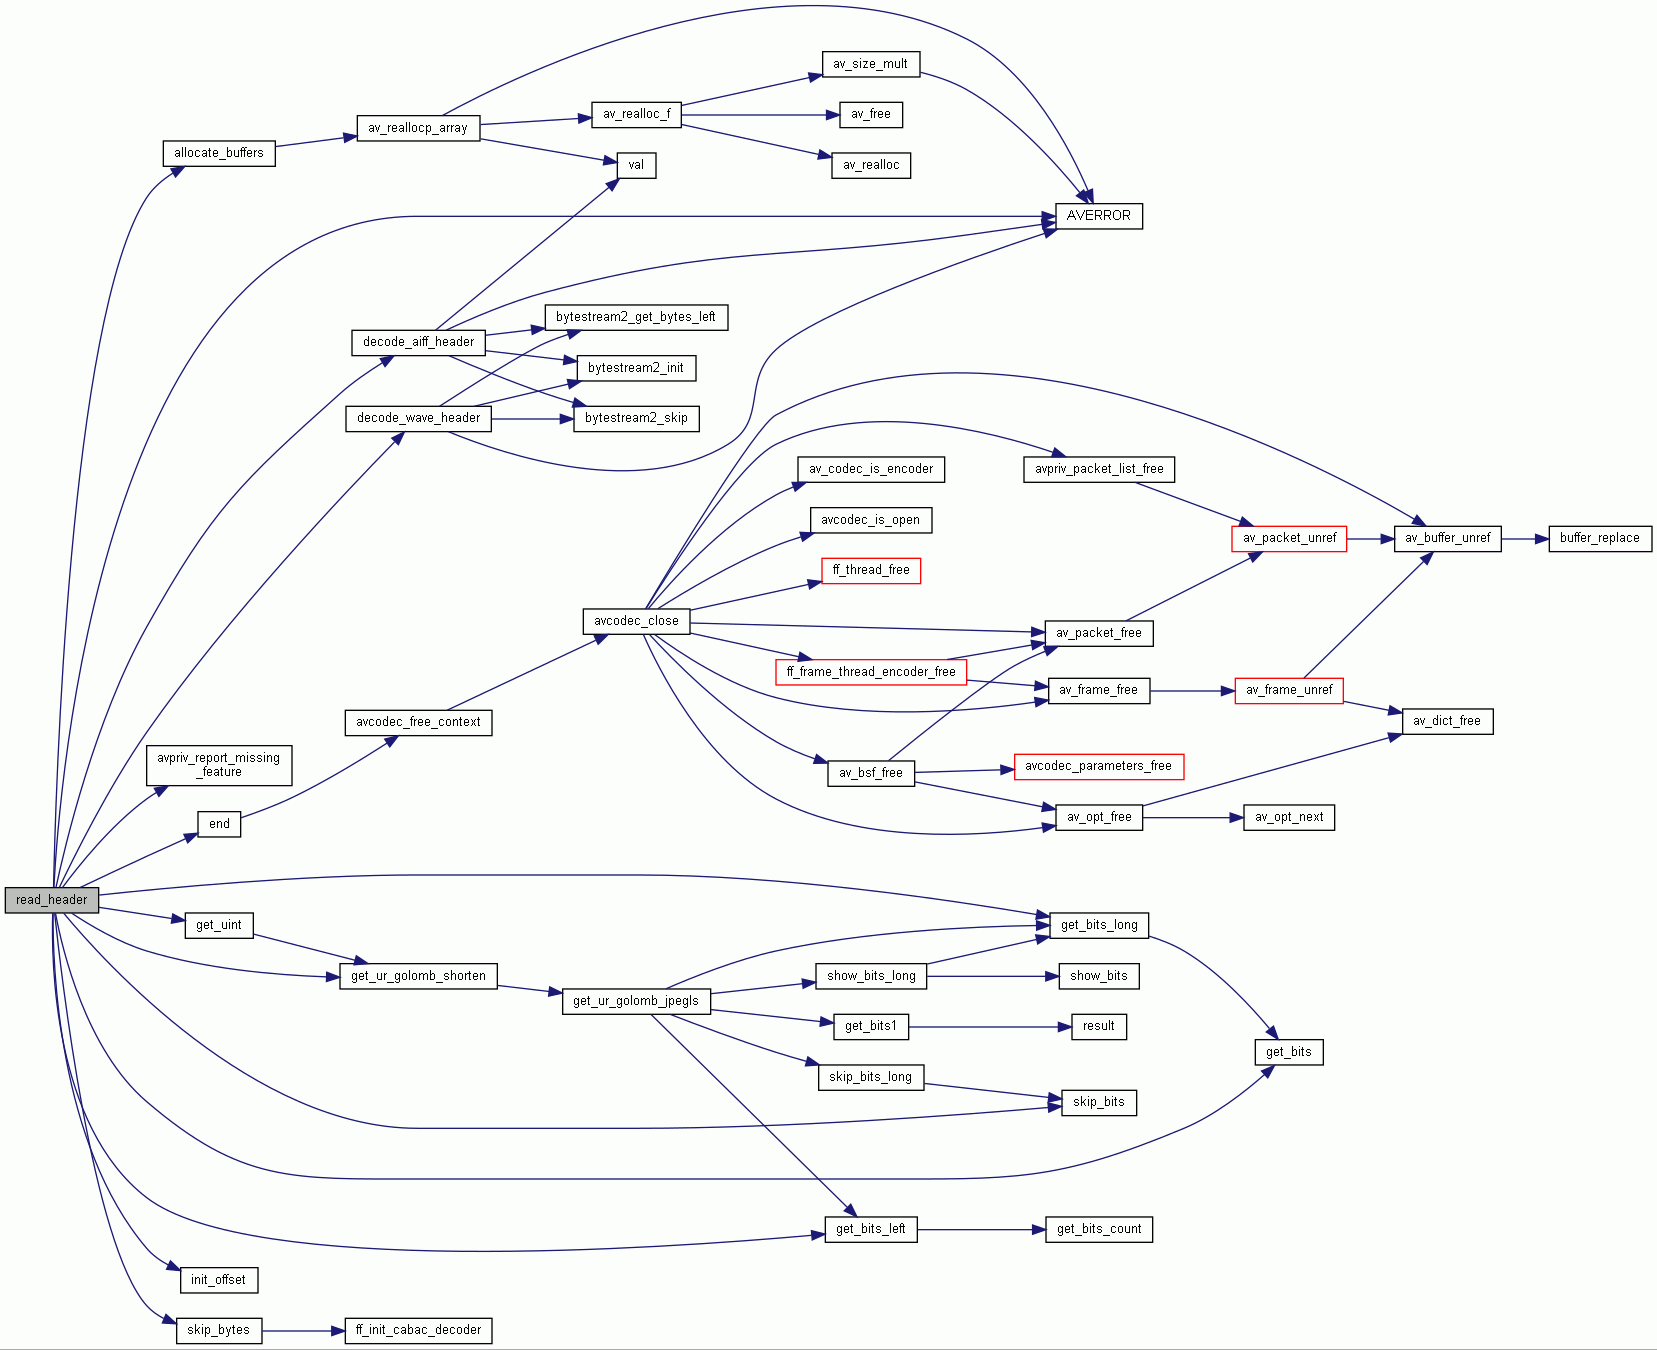 av_size_mult
av_realloc_f
av_free
av_reallocp_array
allocate_buffers
val
av_realloc
AVERROR
bytestream2_get_bytes_left
decode_aiff_header
bytestream2_init
decode_wave_header
bytestream2_skip
av_codec_is_encoder
avpriv_packet_list_free
avcodec_is_open
av_packet_unref
av_buffer_unref
buffer_replace
ff_thread_free
avcodec_close
av_packet_free
ff_frame_thread_encoder_free
av_frame_free
av_frame_unref
avcodec_free_context
av_dict_free
avpriv_report_missing
_feature
av_bsf_free
avcodec_parameters_free
end
av_opt_free
av_opt_next
read_header
get_uint
get_bits_long
get_ur_golomb_shorten
show_bits_long
show_bits
get_ur_golomb_jpegls
get_bits1
result
get_bits
skip_bits_long
skip_bits
get_bits_left
get_bits_count
init_offset
skip_bytes
ff_init_cabac_decoder